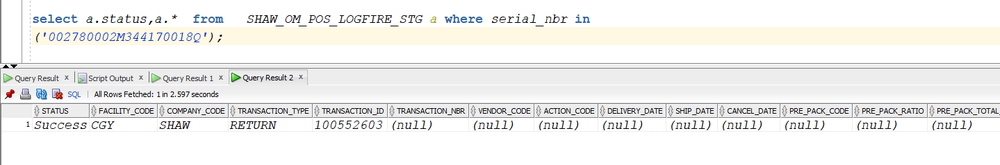 select a.status,a.*  from   SHAW_OM_POS_LOGFIRE_STG a where serial_nbr in
('002780002M344170018Q');
Query Result x Script Output x Query Result 1 x Query Result 2 x
SQL | All Rows Fetched: 1 in 2.597 seconds
STATUS FACILITY_CODE COMPANY_CODE TRANSACTION_TYPE TRANSACTION_ID TRANSACTION_NBR VENDOR_CODE ACTION_CODE DELIVERY_DATE SHIP_DATE CANCEL_DATE PRE_PACK_CODE PRE_PACK_RATIO PRE_PACK_TOTAL_
1 Success CGY SHAW RETURN 100552603 (null) (null) (null) (null) (null) (null) (null) (null) (null)